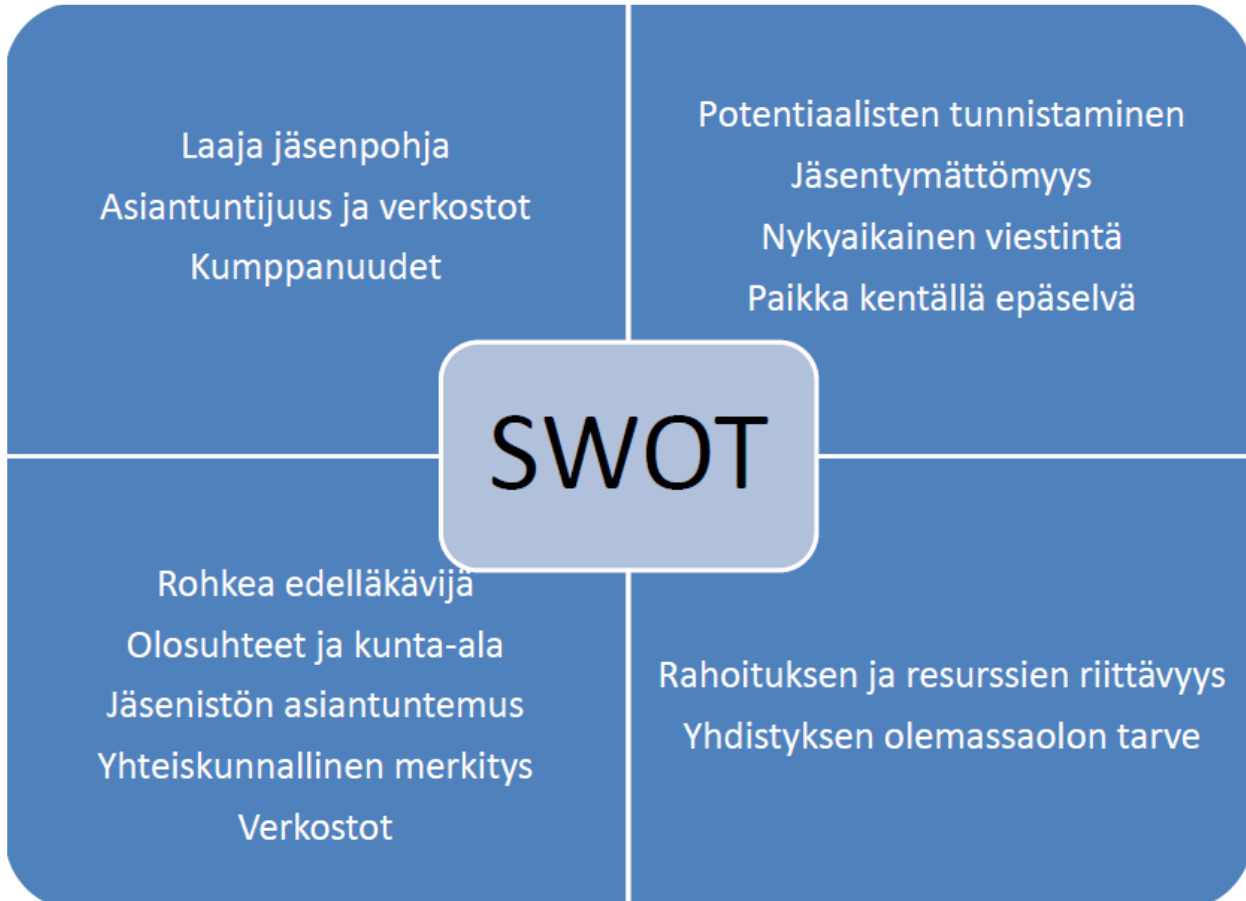 Laaja jäsenpohja
Asiantuntijuus ja verkostot
Kumppanuudet
Potentiaalisten tunnistaminen
Jäsentymättömyys
Nykyaikainen viestintä
Paikka kentällä epäselvä
SWOT
Rohkea edelläkävijä
Olosuhteet ja kunta-ala
Jäsenistön asiantuntemus
Yhteiskunnallinen merkitys
Verkostot
Rahoituksen ja resurssien riittävyys
Yhdistyksen olemassaolon tarve